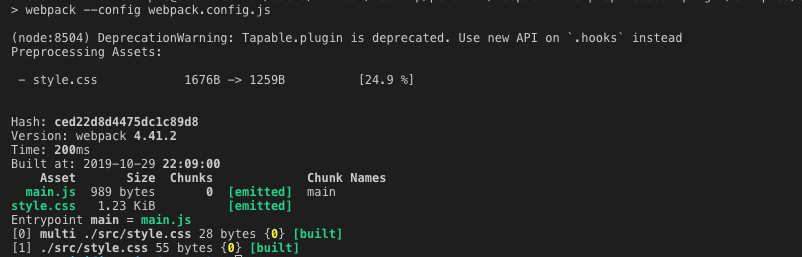 > webpack --config webpack.config.js
(node:8504) DeprecationWarning: Tapable.plugin is deprecated. Use new API on `.hooks` instead
Preprocessing Assets:
- style.css 1676B -> 1259B [24.9 %]
Hash: ced22d8d4475dc1c89d8
Version: webpack 4.41.2
Time: 200ms
Built at: 2019-10-29 22:09:00
Asset Size Chunks Chunk Names
main.js 989 bytes 0 [emitted] main
style.css 1.23 KiB [emitted]
Entrypoint main = main.js
[0] multi ./src/style.css 28 bytes {0} [built]
[1] ./src/style.css 55 bytes {0} [built]